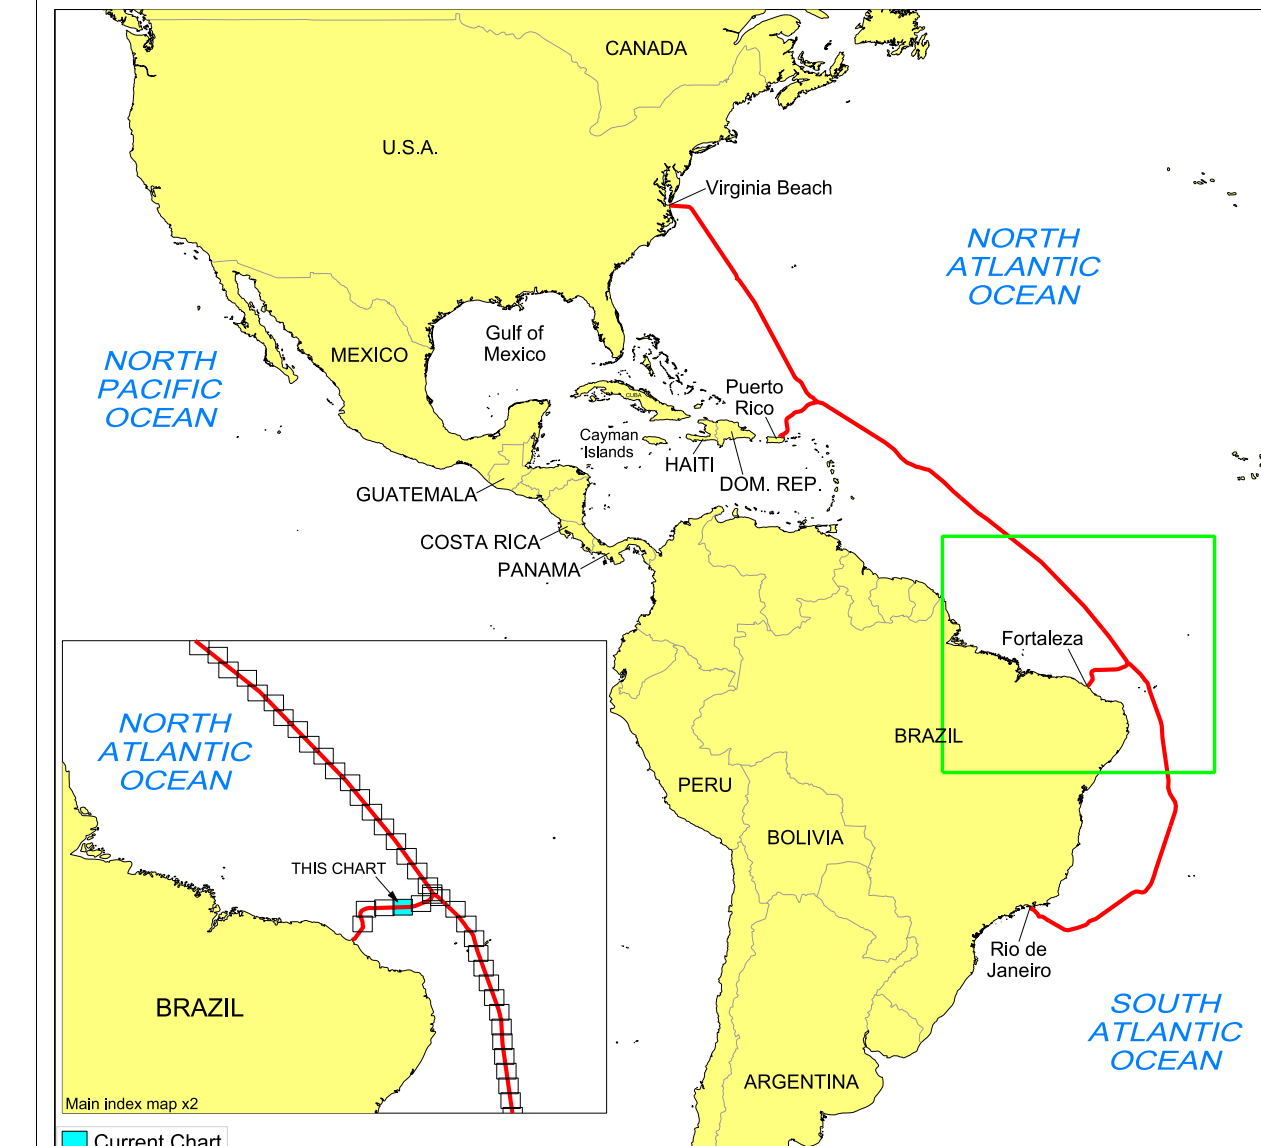 CANADA
U.S.A.
Virginia Beach
NORTH
ATLANTIC
OCEAN
Gulf of
Mexico
MEXICO
NORTH
PACIFIC
OCEAN
Puerto
Rico
CUBA
Cayman
Islands
HAITI
DOM. REP.
GUATEMALA
COSTA RICA
PANAMA
Fortaleza
BRAZIL
PERU
BOLIVIA
Rio de
Janeiro
SOUTH
ATLANTIC
OCEAN
ARGENTINA
NORTH
ATLANTIC
OCEAN
THIS CHART
BRAZIL
Main index map x2
Current Chart